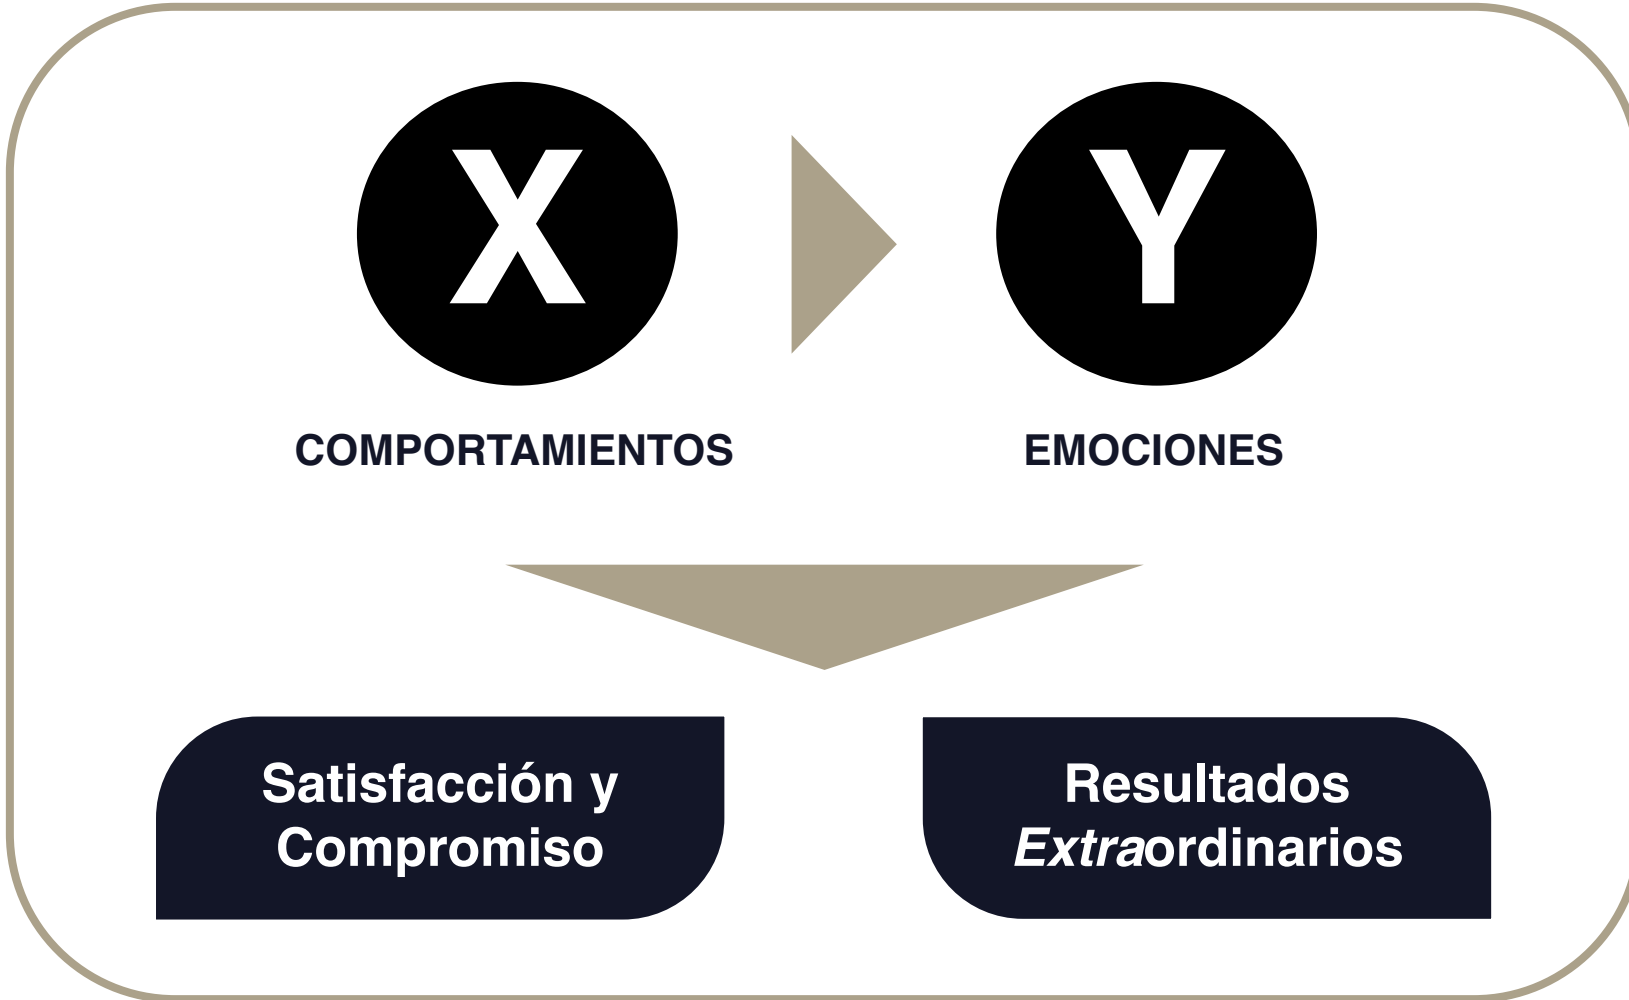 X
Y
COMPORTAMIENTOS
EMOCIONES
Satisfacción y
Compromiso
Resultados
Extraordinarios